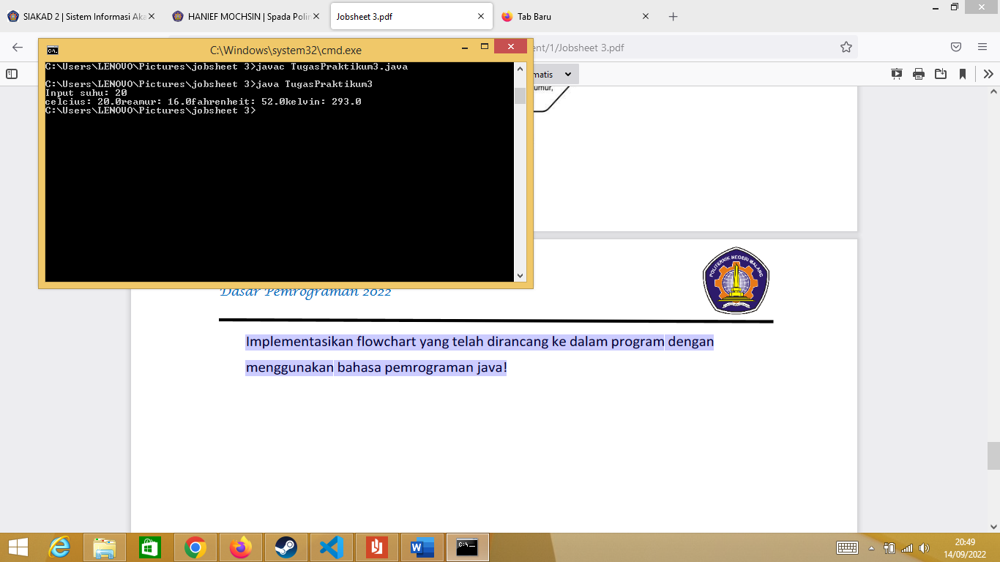 SIAKAD 2 | Sistem Informasi Aka
HANIEF MOCHSIN | Spada Polin
Jobsheet 3.pdf
Tab Baru
C:\Windows\system32\cmd.exe
ent/1/Jobsheet 3.pdf
matis
C:\Users\LENOVO\Pictures\jobsheet 3>javac TugasPraktikum3.java
C:\Users\LENOVO\Pictures\jobsheet 3>java TugasPraktikum3
Input suhu: 20
celcius: 20.0reamur: 16.0fahrenheit: 52.0kelvin: 293.0
C:\Users\LENOVO\Pictures\jobsheet 3>
umur,
POLITEKNIK NEGERI MALANG
Dasar Pemrograman 2022
Implementasikan flowchart yang telah dirancang ke dalam program dengan
menggunakan bahasa pemrograman java!
20:49
14/09/2022